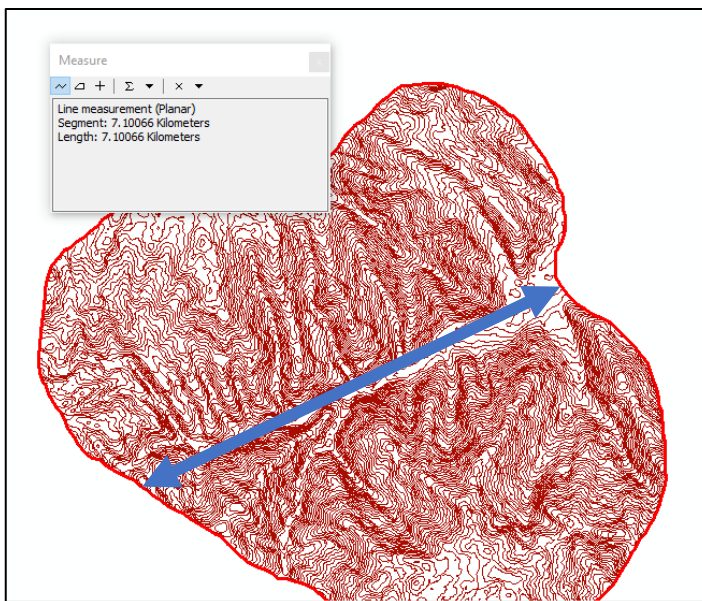 Measure
Σ
Line measurement (Planar)
Segment: 7.10066 Kilometers
Length: 7.10066 Kilometers